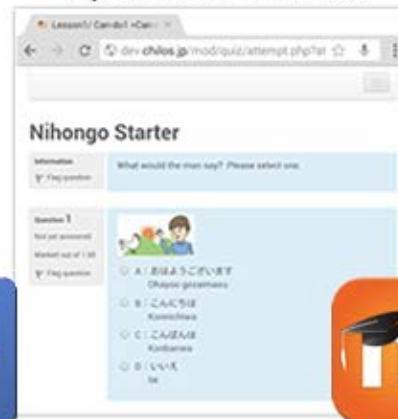 Lesson1/ Can-do1 «Can-
dev.chilos.jp/mod/quiz/attempt.php?at
Nihongo Starter
Information
Flag question
What would the man say? Please select one.
Question 1
Not yet answered
Marked out of 1.00
Flag question
A : おはようございます
Ohayoo gozaimasu
B : こんにちは
Konnichiwa
C : こんばんは
Konbanwa
D : いいえ
Iie